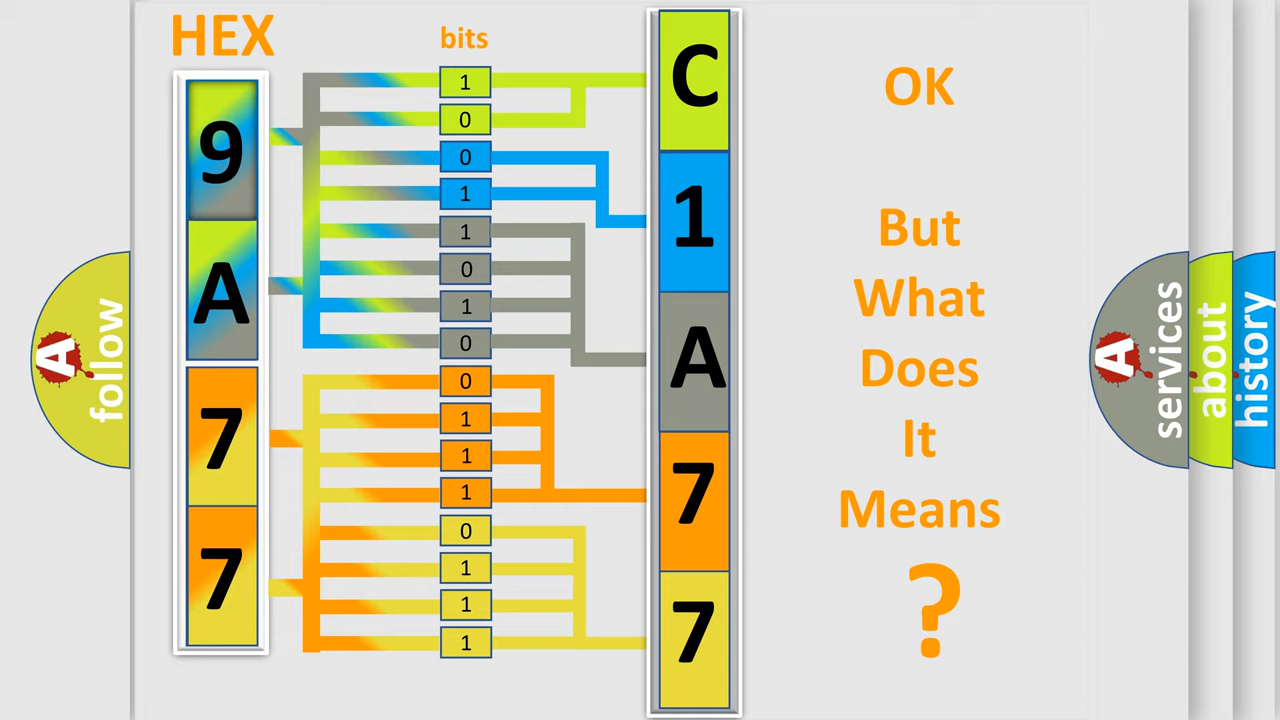 HEX
bits
9
A
7
7
1
0
0
1
1
0
1
0
0
1
1
1
0
1
1
1
C
1
A
7
7
OK
But
What
Does
It
Means
?
A
follow
A
services
about
history